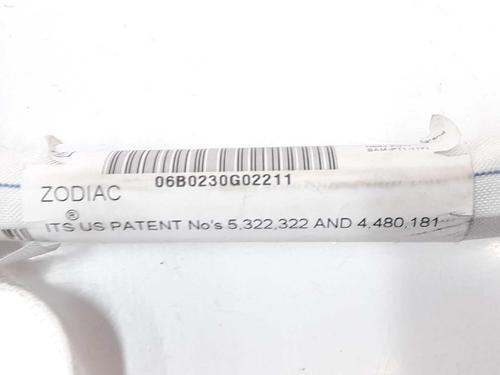 06B0230G02211
ZODIAC
®
ITS US PATENT No's 5,322,322 AND 4,480,181